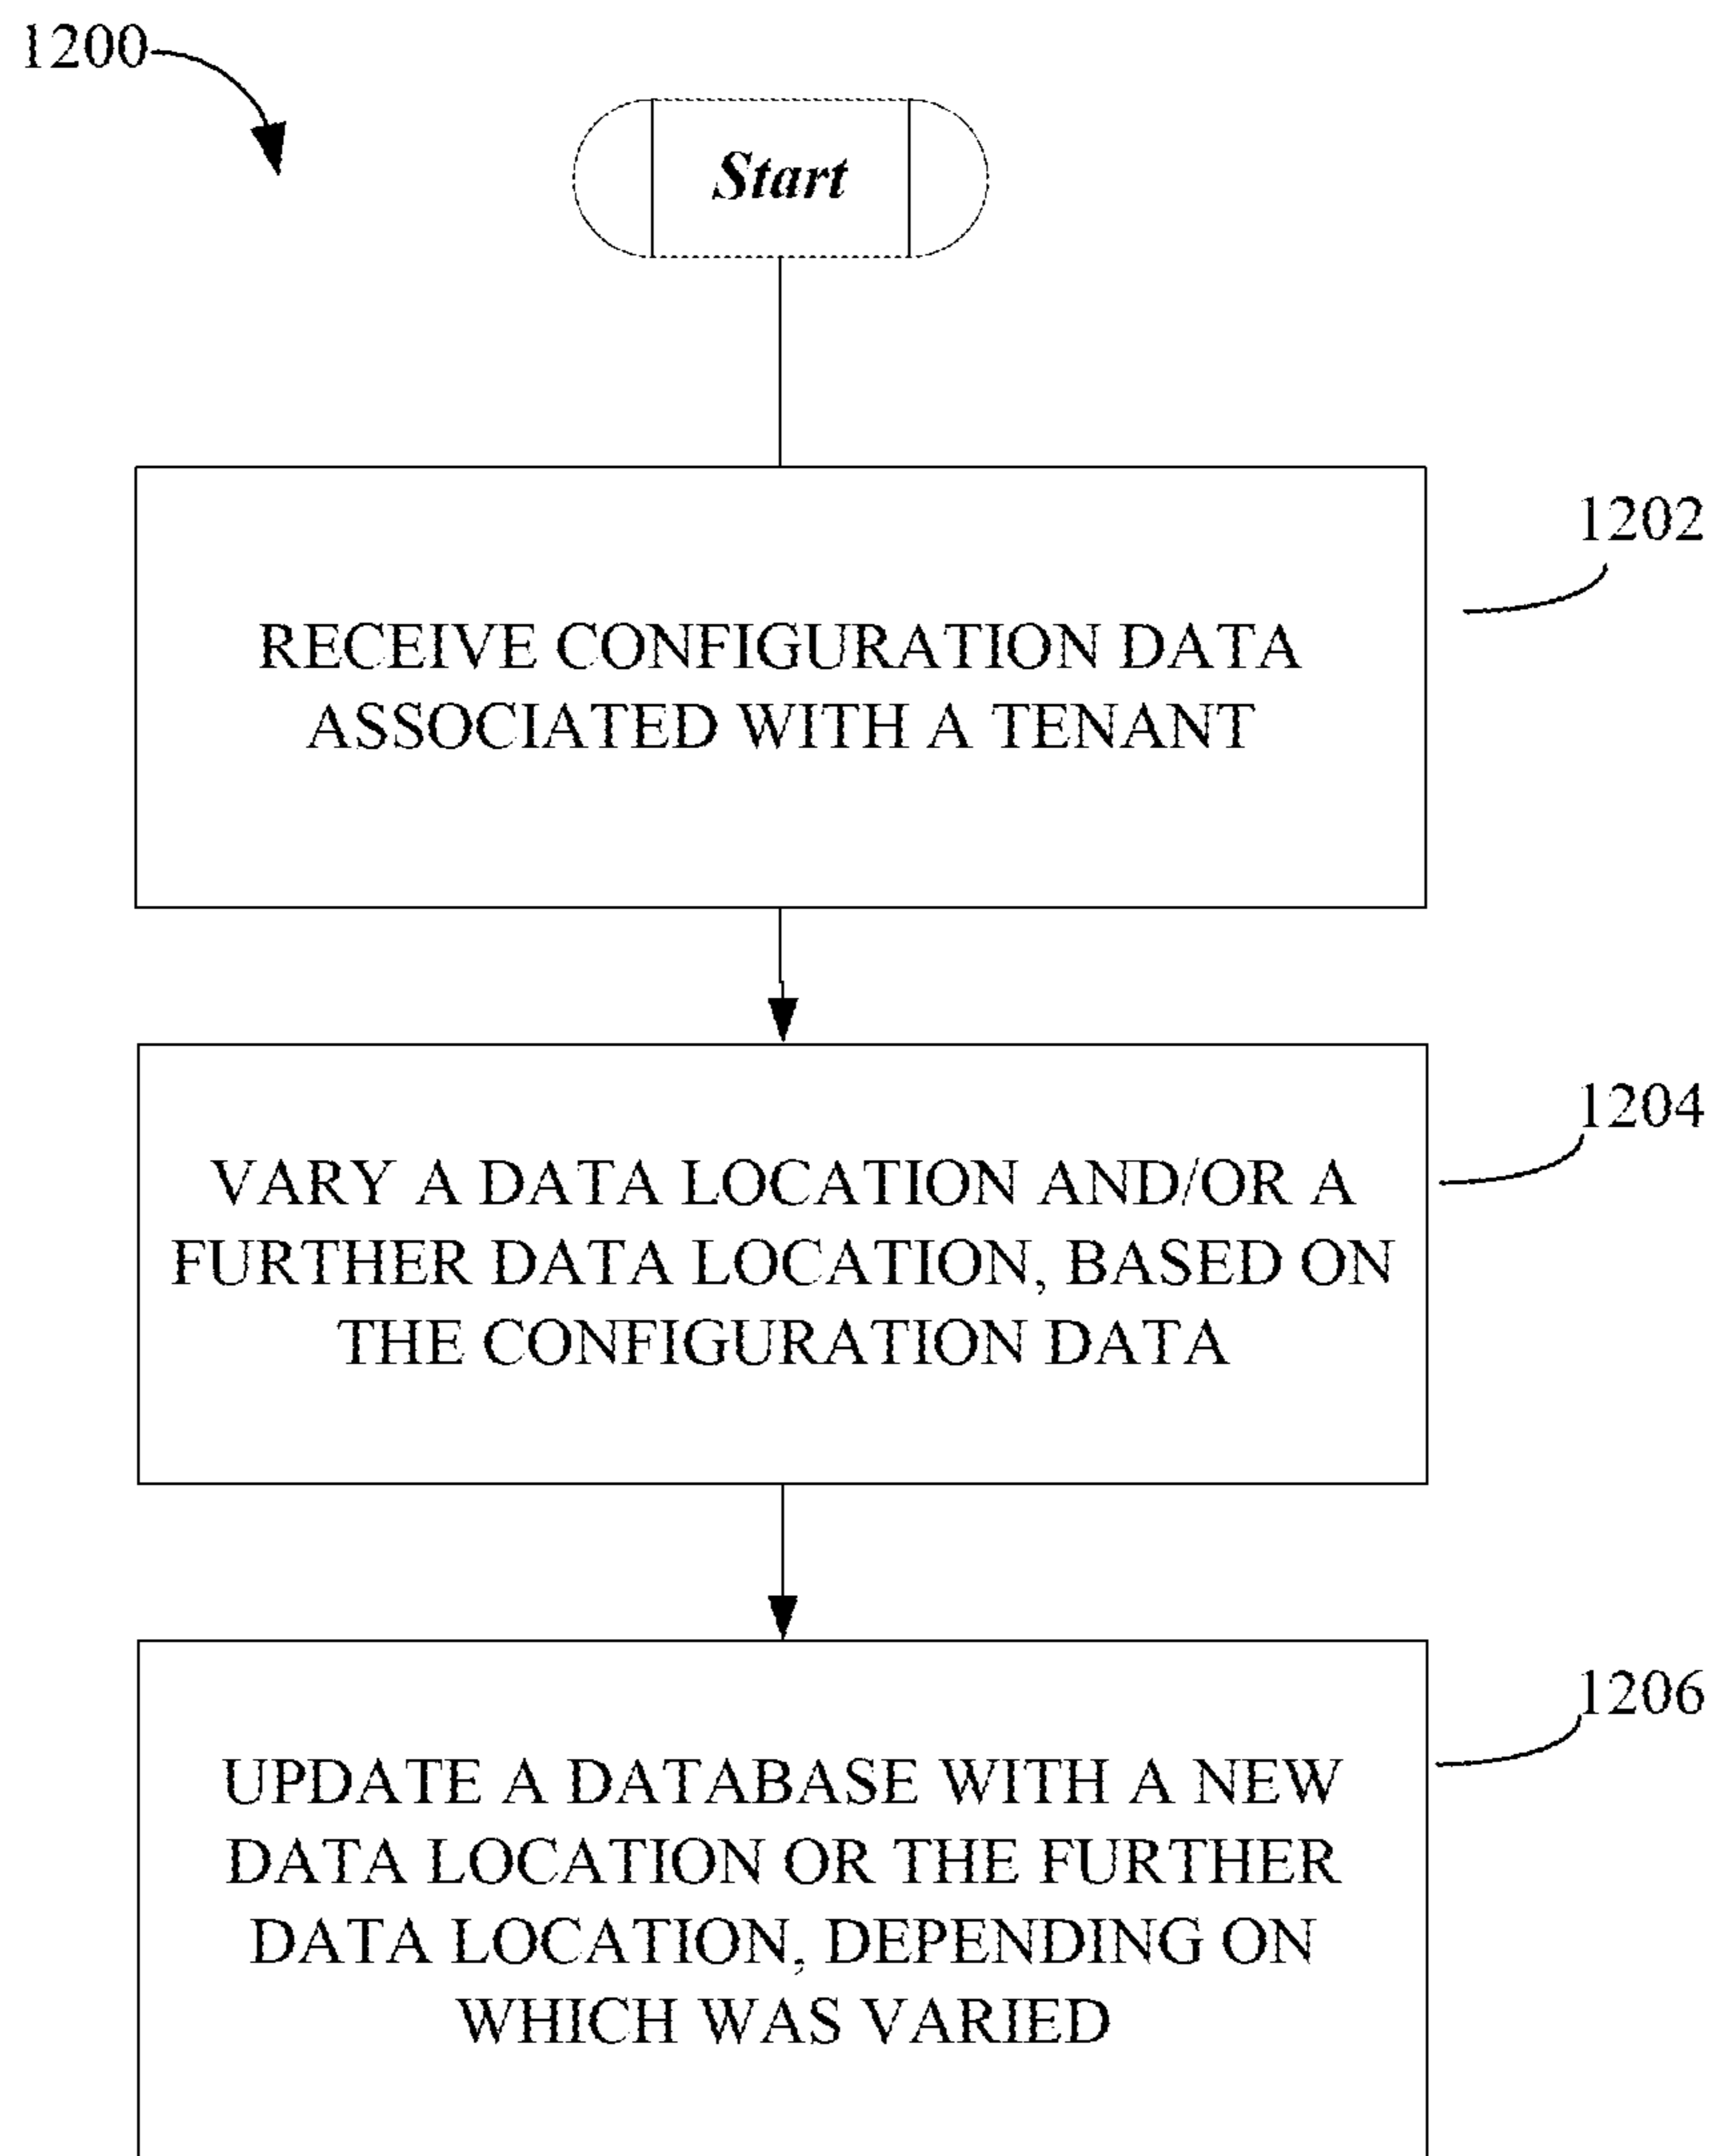 1200
Start
1202
RECEIVE CONFIGURATION DATA
ASSOCIATED WITH A TENANT
1204
VARY A DATA LOCATION AND/OR A
FURTHER DATA LOCATION, BASED ON
THE CONFIGURATION DATA
1206
UPDATE A DATABASE WITH A NEW
DATA LOCATION OR THE FURTHER
DATA LOCATION, DEPENDING ON
WHICH WAS VARIED